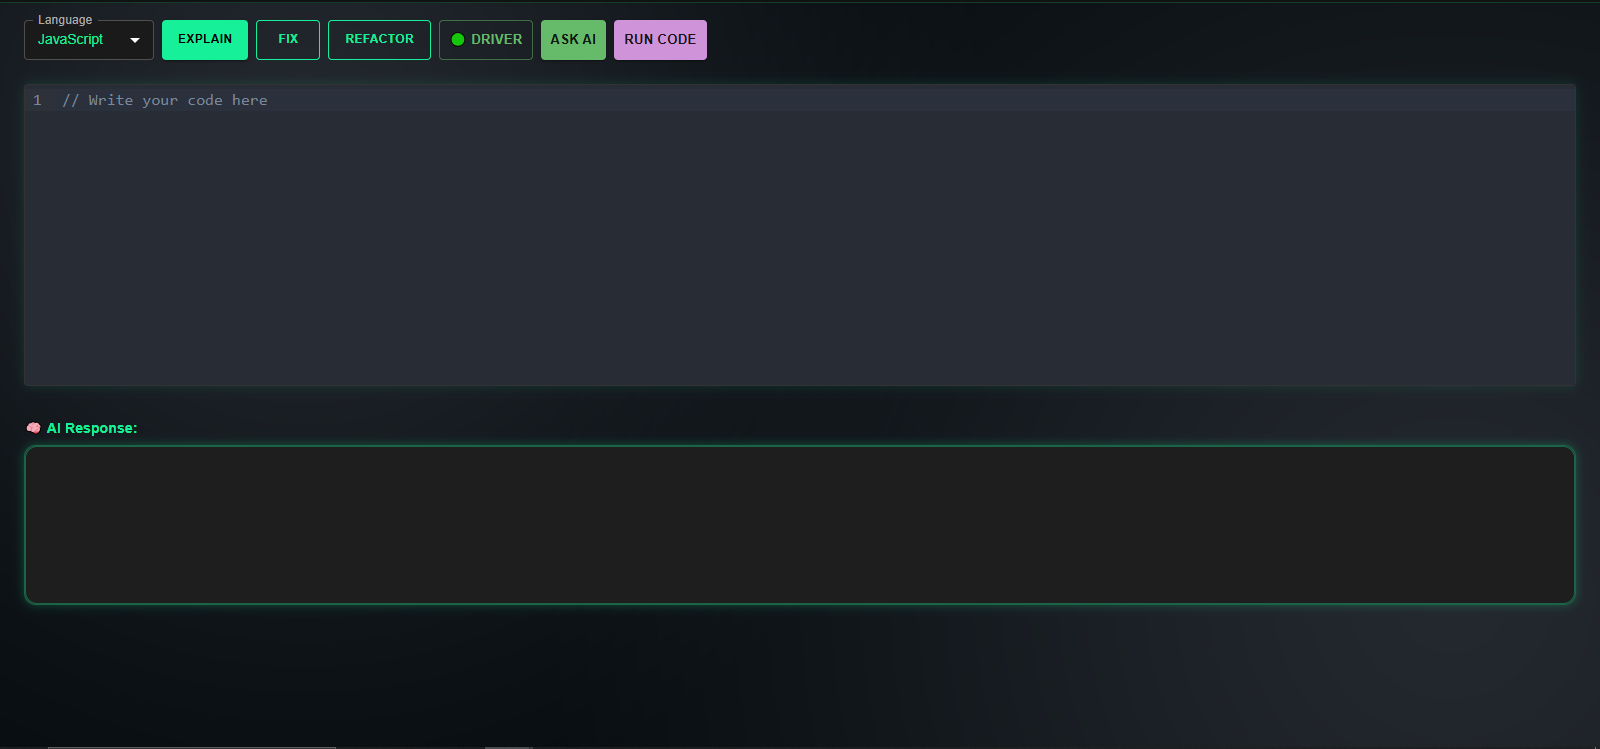 Language
JavaScript EXPLAIN FIX REFACTOR DRIVER ASK AI RUN CODE
1 // Write your code here
🧠 AI Response: